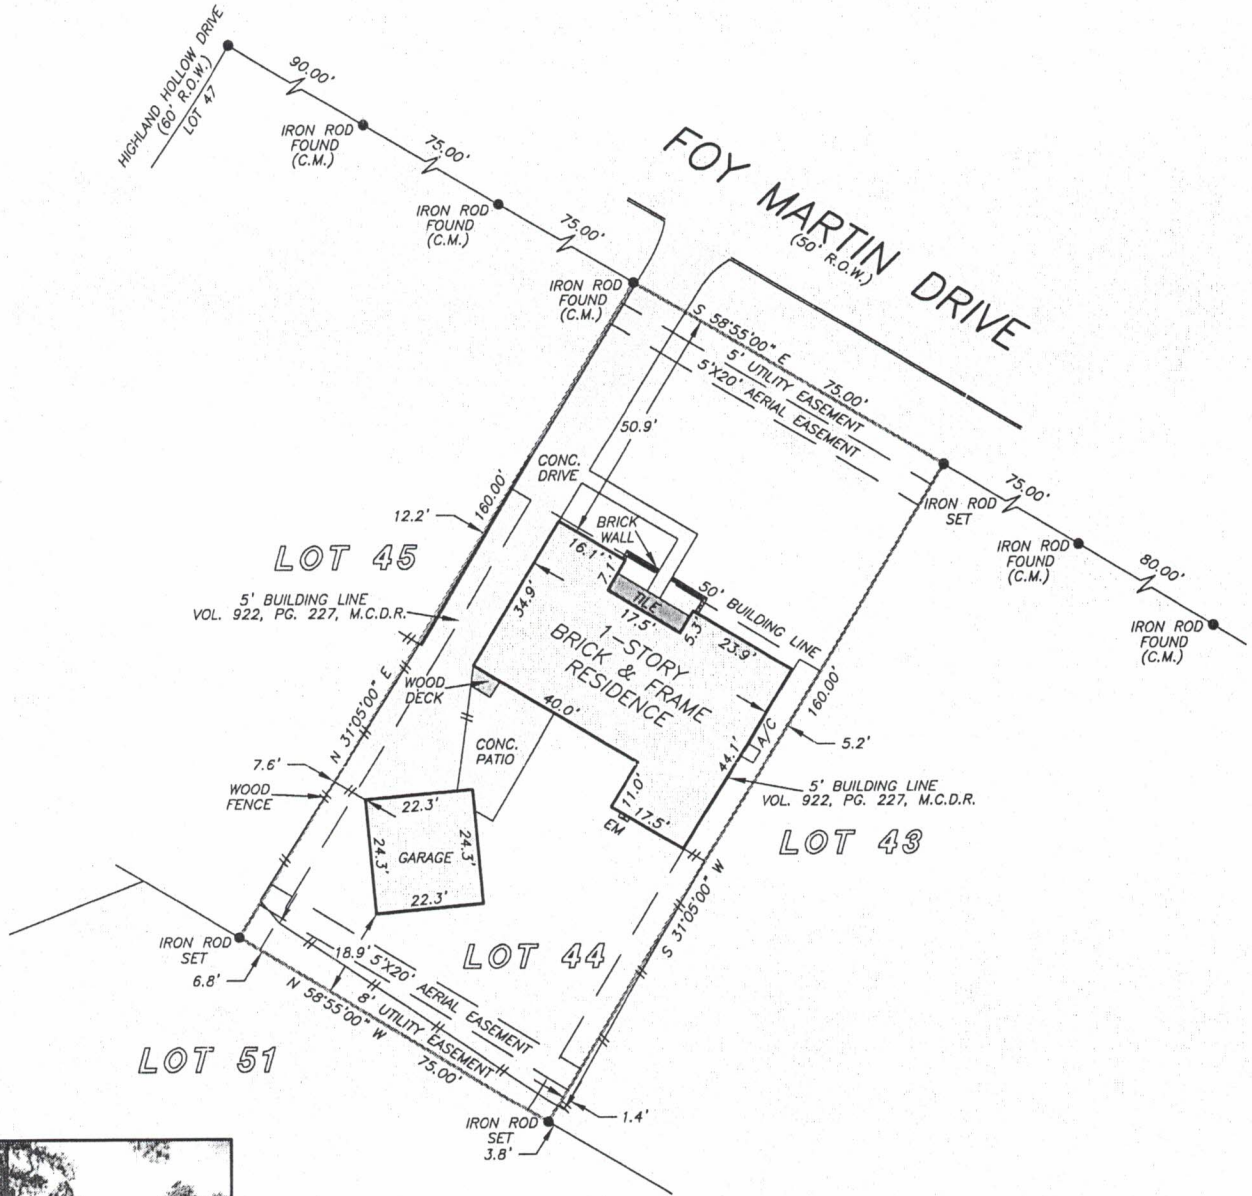 HIGHLAND HOLLOW DRIVE
(60' R.O.W.)
LOT 47
90.00'
IRON ROD
FOUND
(C.M.)
75.00'
IRON ROD
FOUND
(C.M.)
75.00'
IRON ROD
FOUND
(C.M.)
FOY MARTIN DRIVE
(50' R.O.W.)
S 58°55'00" E
75.00'
5' UTILITY EASEMENT
5'X20' AERIAL EASEMENT
50.9'
CONC.
DRIVE
IRON ROD
SET
75.00'
IRON ROD
FOUND
(C.M.)
80.00'
IRON ROD
FOUND
(C.M.)
12.2'
160.00'
LOT 45
5' BUILDING LINE
VOL. 922, PG. 227, M.C.D.R.
BRICK
WALL
16.1'
7.1'
TILE
17.5'
5.3'
50' BUILDING LINE
23.9'
34.9'
1-STORY
BRICK & FRAME
RESIDENCE
WOOD
DECK
40.0'
CONC.
PATIO
160.00'
A/C
44.1'
5.2'
5' BUILDING LINE
VOL. 922, PG. 227, M.C.D.R.
LOT 43
11.0'
17.5'
EM
N 31°05'00" E
7.6'
WOOD
FENCE
22.3'
24.3'
GARAGE
24.3'
22.3'
S 31°05'00" W
LOT 44
IRON ROD
SET
6.8'
18.9'
5'X20' AERIAL EASEMENT
8' UTILITY EASEMENT
N 58°55'00" W
75.00'
LOT 51
IRON ROD
SET
3.8'
1.4'